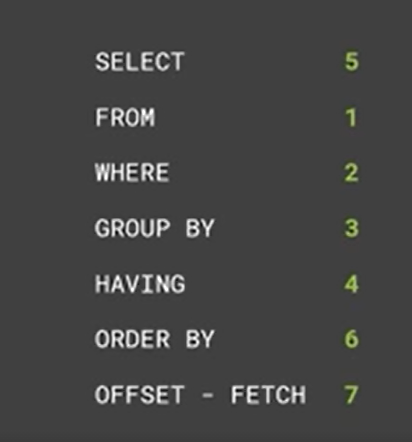 SELECT 5
FROM 1
WHERE 2
GROUP BY 3
HAVING 4
ORDER BY 6
OFFSET - FETCH 7